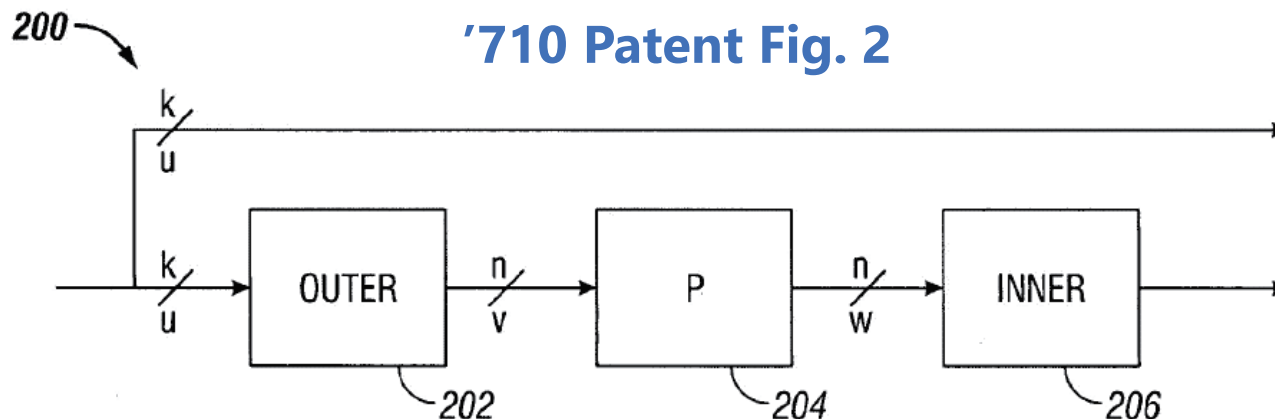 200
’710 Patent Fig. 2
k
u
k
u
OUTER
n
v
P
n
w
INNER
202
204
206